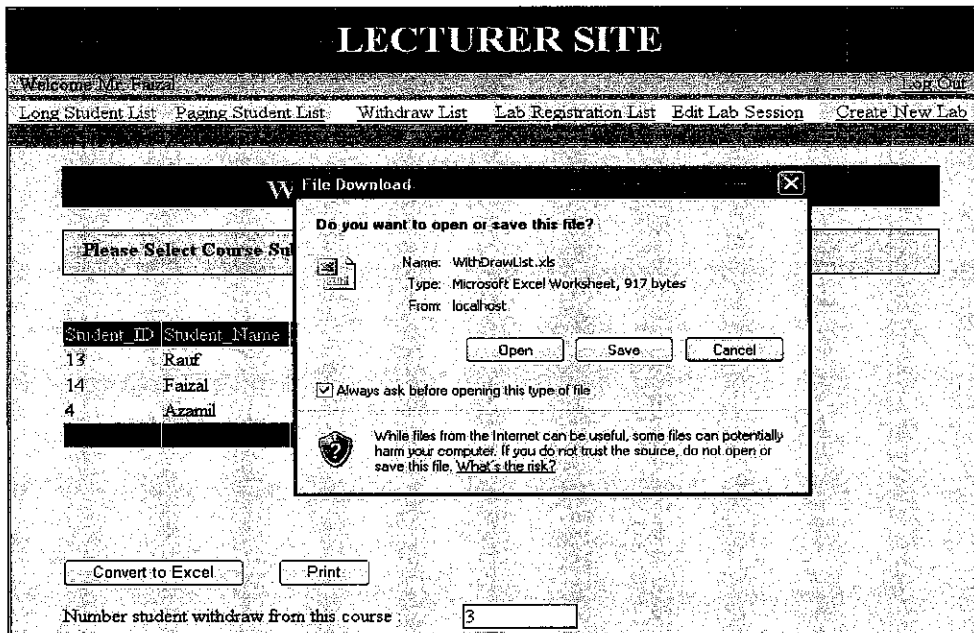 LECTURER SITE
Welcome Mr. Faizal
Log Out
Long Student List Paging Student List Withdraw List Lab Registration List Edit Lab Session Create New Lab
W
File Download
Do you want to open or save this file?
Please Select Course Su
Name: WithDrawList.xls
Type: Microsoft Excel Worksheet, 917 bytes
From: localhost
Open Save Cancel
Always ask before opening this type of file
While files from the Internet can be useful, some files can potentially
harm your computer. If you do not trust the source, do not open or
save this file. What's the risk?
Student_ID Student_Name
13 Rauf
14 Faizal
4 Azamil
Convert to Excel Print
Number student withdraw from this course : 3